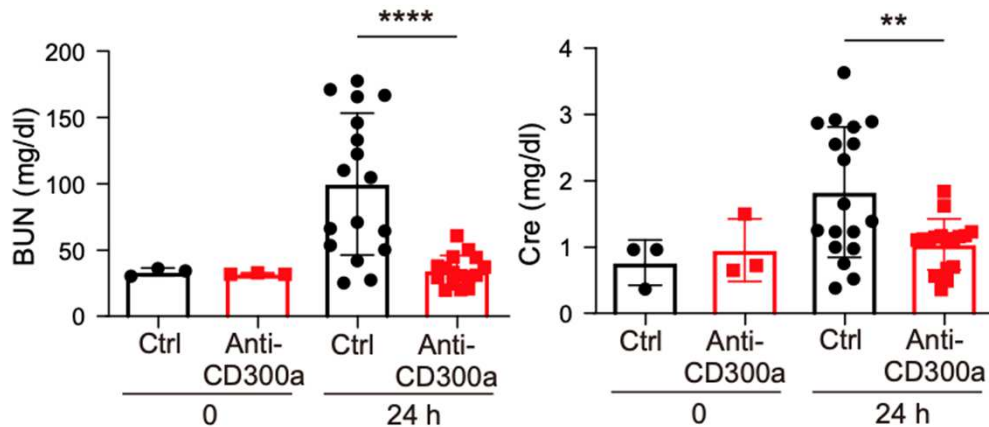 ****
BUN (mg/dl)
200
150
100
50
0
Ctrl
Anti-
CD300a
Ctrl
Anti-
CD300a
0
24 h
**
Cre (mg/dl)
4
3
2
1
0
Ctrl
Anti-
CD300a
Ctrl
Anti-
CD300a
0
24 h